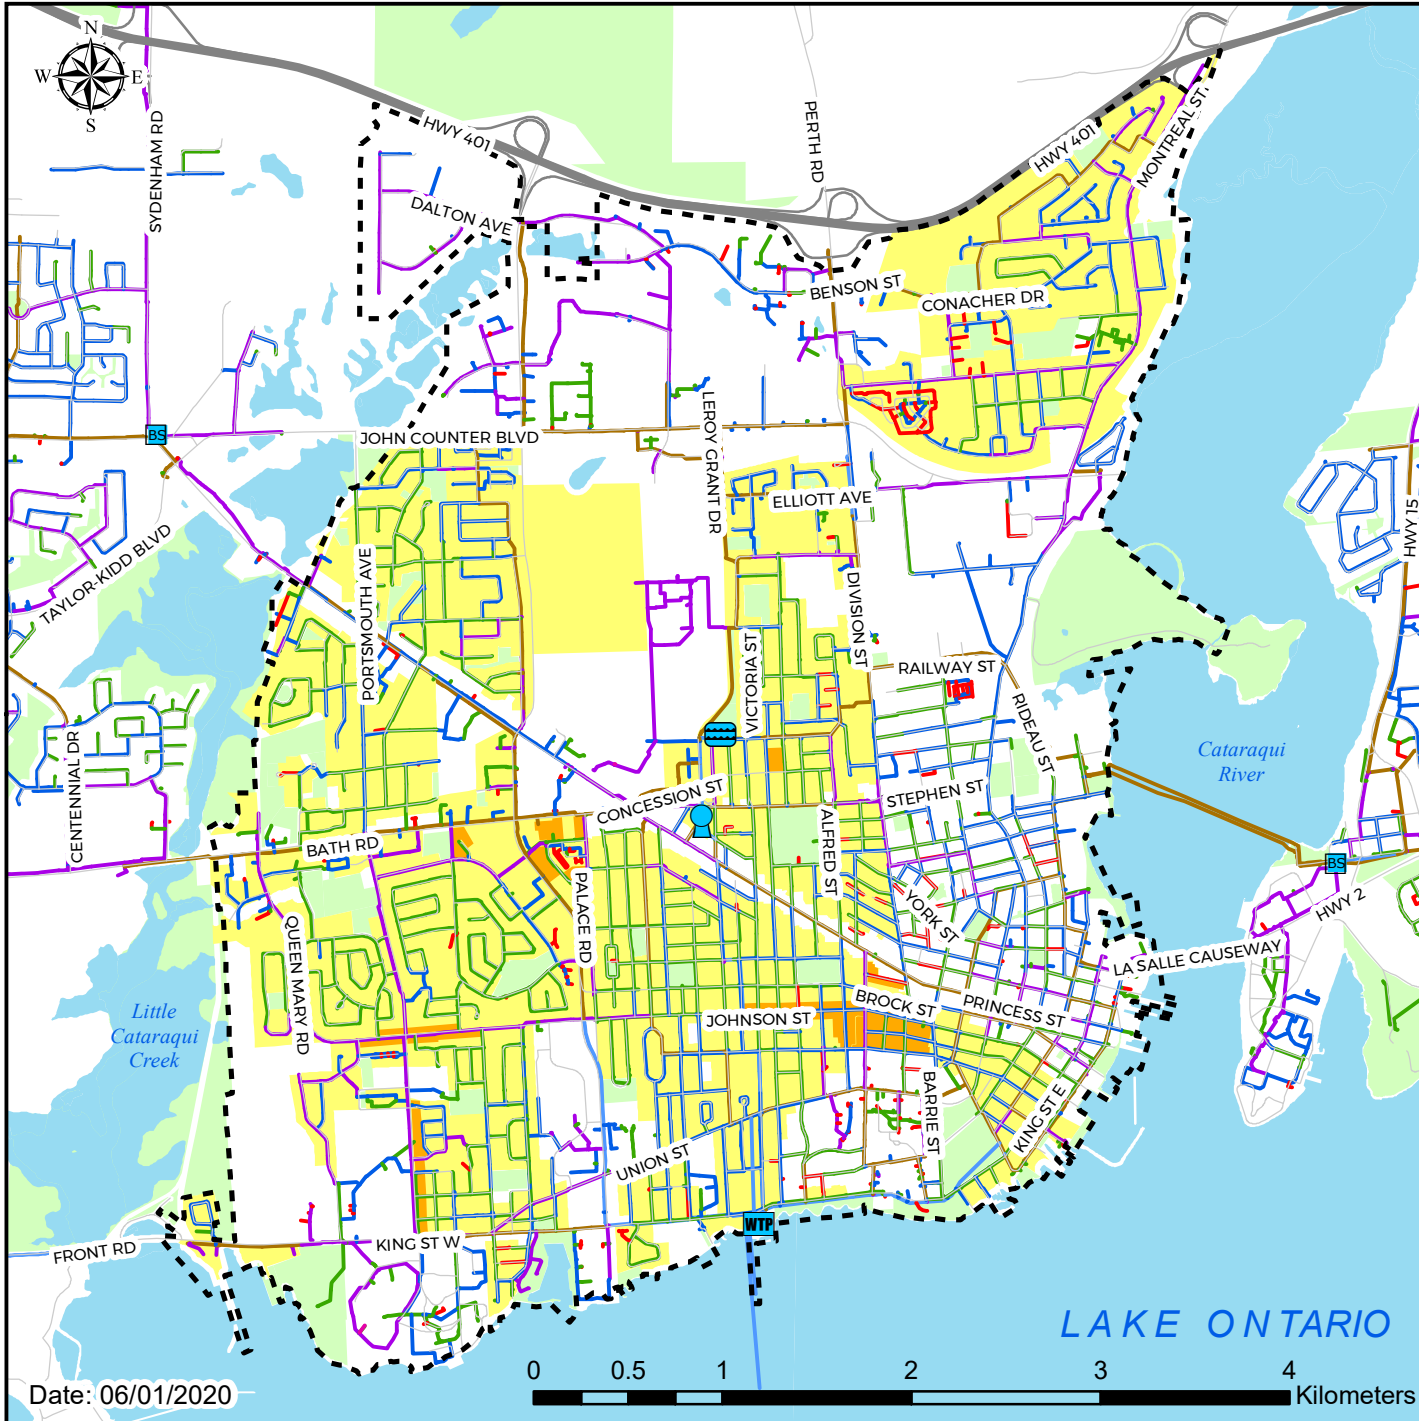 N
W E
S
SYDENHAM RD
HWY 401
DALTON AVE
PERTH RD
HWY 401
MONTREAL ST
BENSON ST
CONACHER DR
BS
JOHN COUNTER BLVD
LEROY GRANT DR
ELLIOTT AVE
HWY 15
TAYLOR-KIDD BLVD
PORTSMOUTH AVE
DIVISION ST
VICTORIA ST
RAILWAY ST
RIDEAU ST
Cataraqui
River
CENTENNIAL DR
CONCESSION ST
STEPHEN ST
BATH RD
ALFRED ST
BS
PALACE RD
YORK ST
HWY 2
QUEEN MARY RD
LA SALLE CAUSEWAY
Little
Cataraqui
Creek
JOHNSON ST
BROCK ST
PRINCESS ST
BARRIE ST
KING ST E
UNION ST
WTP
FRONT RD
KING ST W
LAKE ONTARIO
0 0.5 1 2 3 4
Kilometers
Date: 06/01/2020